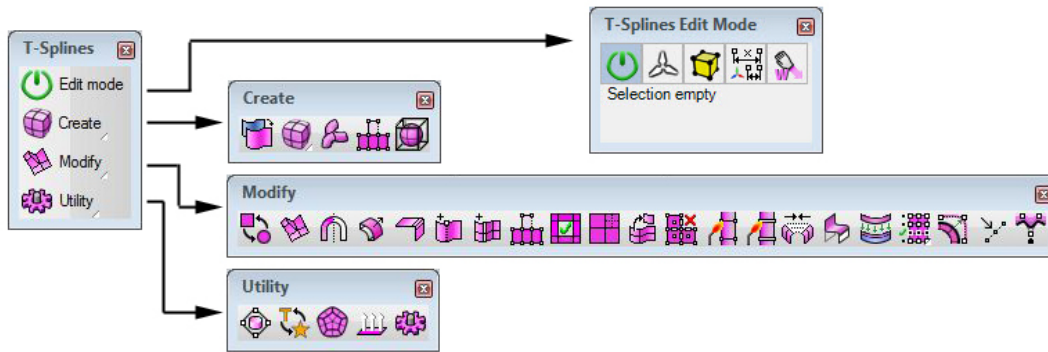 T-Splines
Edit mode
Create
Modify
Utility
T-Splines Edit Mode
Selection empty
Create
Modify
Utility